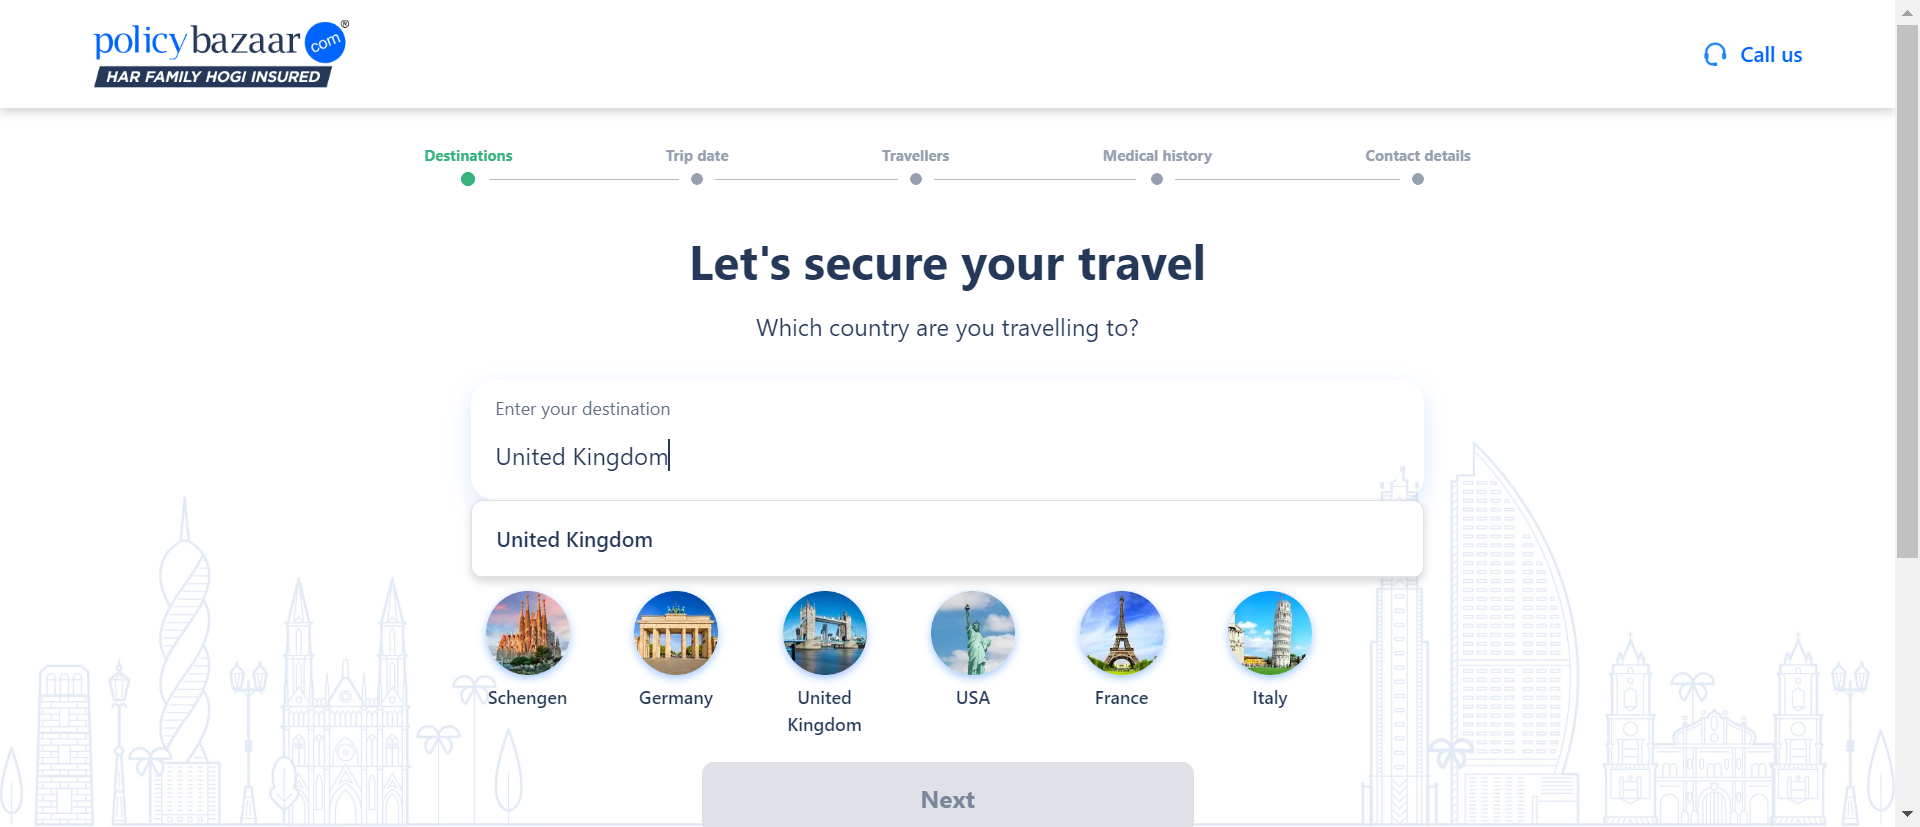 policybazaar com ®
HAR FAMILY HOGI INSURED
Call us
Destinations
Trip date
Travellers
Medical history
Contact details
Let's secure your travel
Which country are you travelling to?
Enter your destination
United Kingdom
United Kingdom
Schengen
Germany
United
Kingdom
USA
France
Italy
Next